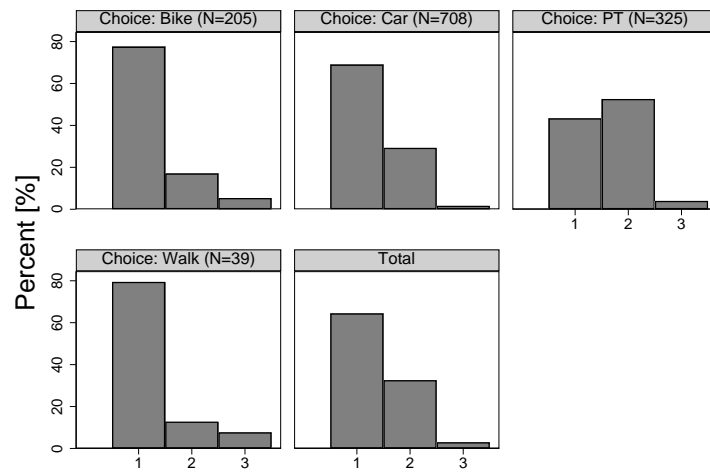 Choice: Bike (N=205)
Choice: Car (N=708)
Choice: PT (N=325)
80
60
40
20
0
1 2 3
Percent [%]
Choice: Walk (N=39)
Total
80
60
40
20
0
1 2 3
1 2 3